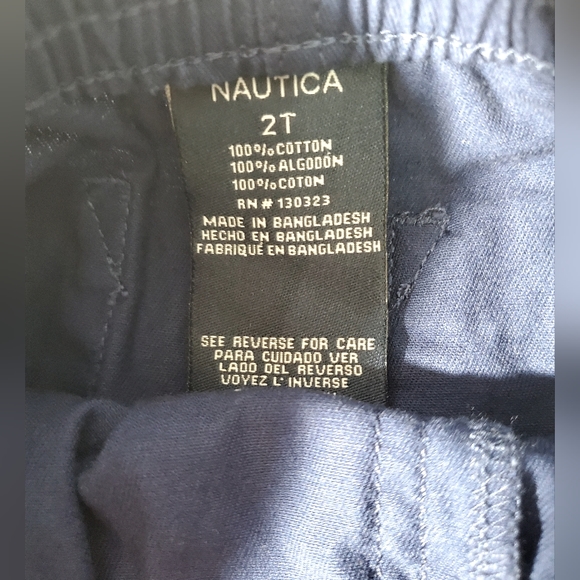 NAUTICA
2T
100% COTTON
100% ALGODÓN
100% COTON
RN # 130323
MADE IN BANGLADESH
HECHO EN BANGLADESH
FABRIQUÉ EN BANGLADESH
SEE REVERSE FOR CARE
PARA CUIDADO VER
LADO DEL REVERSO
VOYEZ L'INVERSE